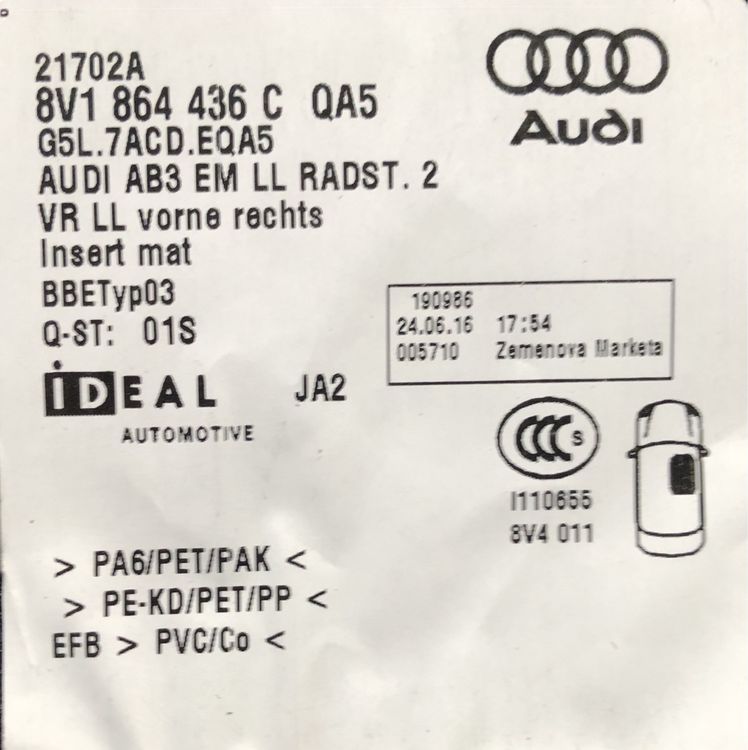 21702A
8V1 864 436 C QA5
G5L.7ACD.EQA5
AUDI AB3 EM LL RADST. 2
VR LL vorne rechts
Insert mat
BBETyp03
Q-ST: 01S
Audi
190986
24.06.16 17:54
005710 Zemenova Marketa
IDEAL
AUTOMOTIVE
JA2
CCC S
I110655
8V4 011
> PA6/PET/PAK <
> PE-KD/PET/PP <
EFB > PVC/Co <